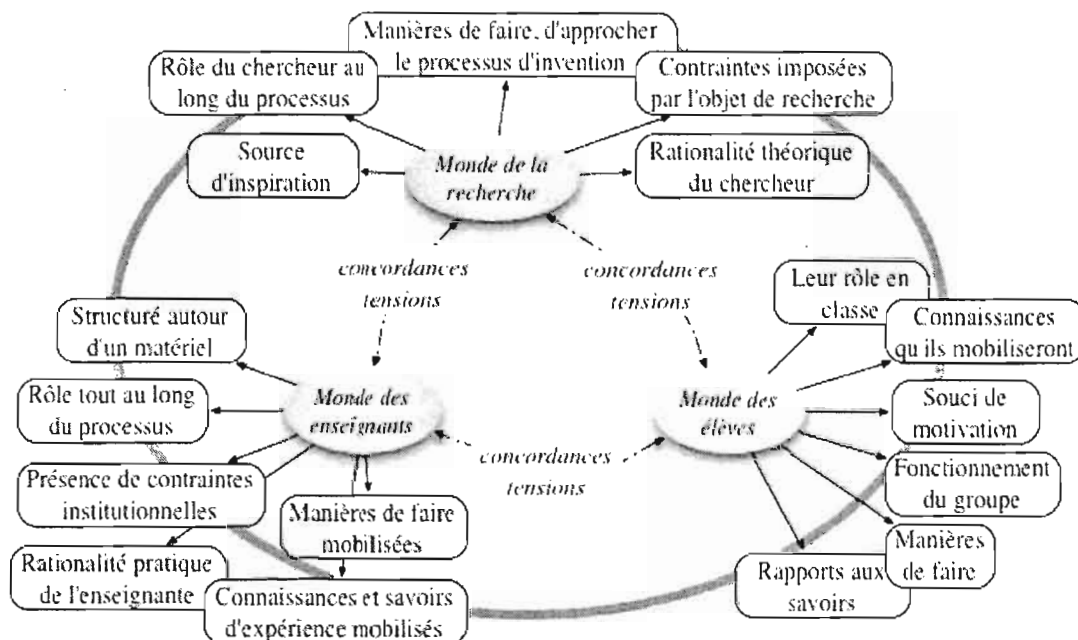 Manières de faire, d'approcher
le processus d'invention
Rôle du chercheur au
long du processus
Contraintes imposées
par l'objet de recherche
Source
d'inspiration
Monde de la
recherche
Rationalité théorique
du chercheur
concordances
tensions
concordances
tensions
Leur rôle en
classe
Structuré autour
d'un matériel
Connaissances
qu'ils mobiliseront
Rôle tout au long
du processus
Monde des
enseignants
Monde des
élèves
Souci de
motivation
concordances
tensions
Présence de contraintes
institutionnelles
Fonctionnement
du groupe
Manières de faire
mobilisées
Manières
de faire
Rationalité pratique
de l'enseignante
Connaissances et savoirs
d'expérience mobilisés
Rapports aux
savoirs